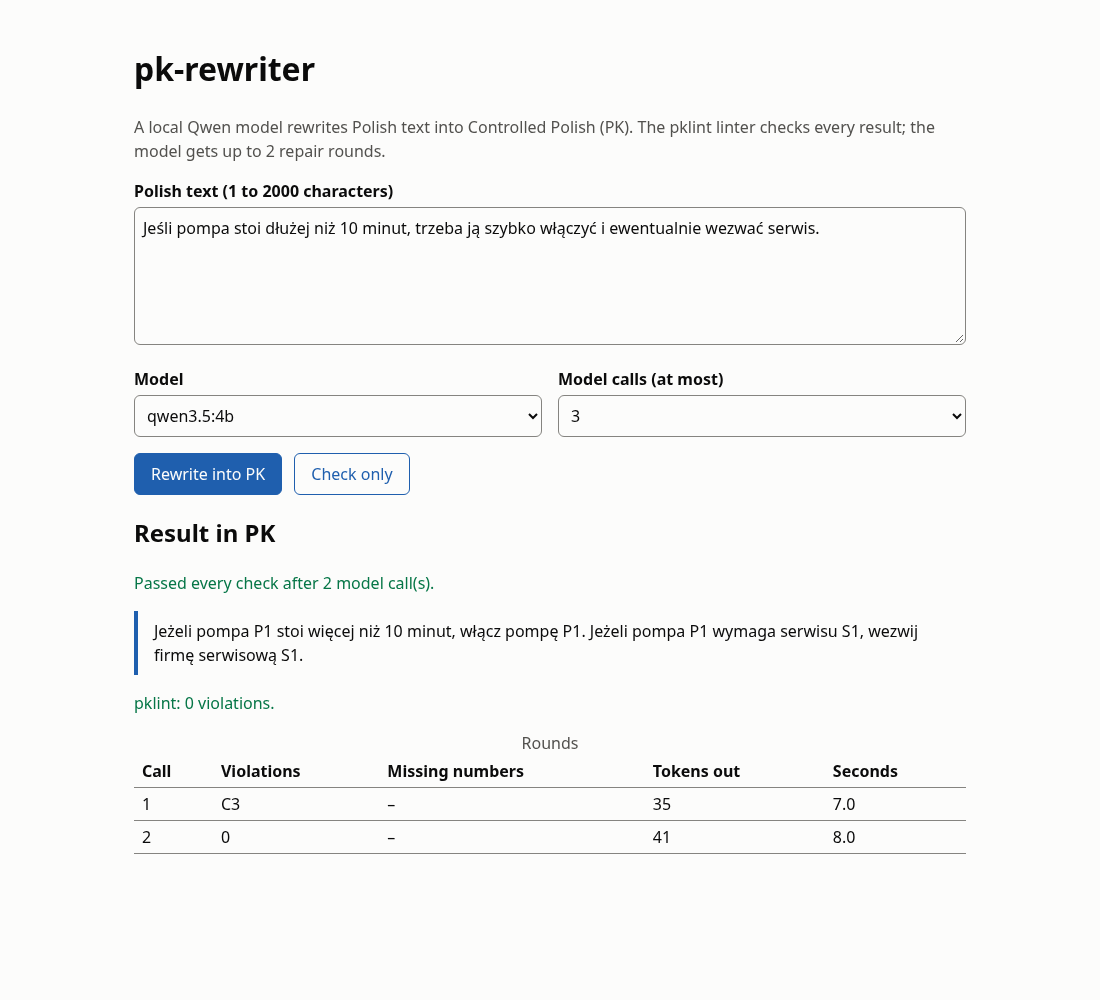 pk-rewriter
A local Qwen model rewrites Polish text into Controlled Polish (PK). The pklint linter checks every result; the
model gets up to 2 repair rounds.
Polish text (1 to 2000 characters)
Jeśli pompa stoi dłużej niż 10 minut, trzeba ją szybko włączyć i ewentualnie wezwać serwis.
Model
Model calls (at most)
qwen3.5:4b
3
Rewrite into PK
Check only
Result in PK
Passed every check after 2 model call(s).
Jeżeli pompa P1 stoi więcej niż 10 minut, włącz pompę P1. Jeżeli pompa P1 wymaga serwisu S1, wezwij
firmę serwisową S1.
pklint: 0 violations.
Rounds
Call Violations Missing numbers Tokens out Seconds
1 C3 – 35 7.0
2 0 – 41 8.0